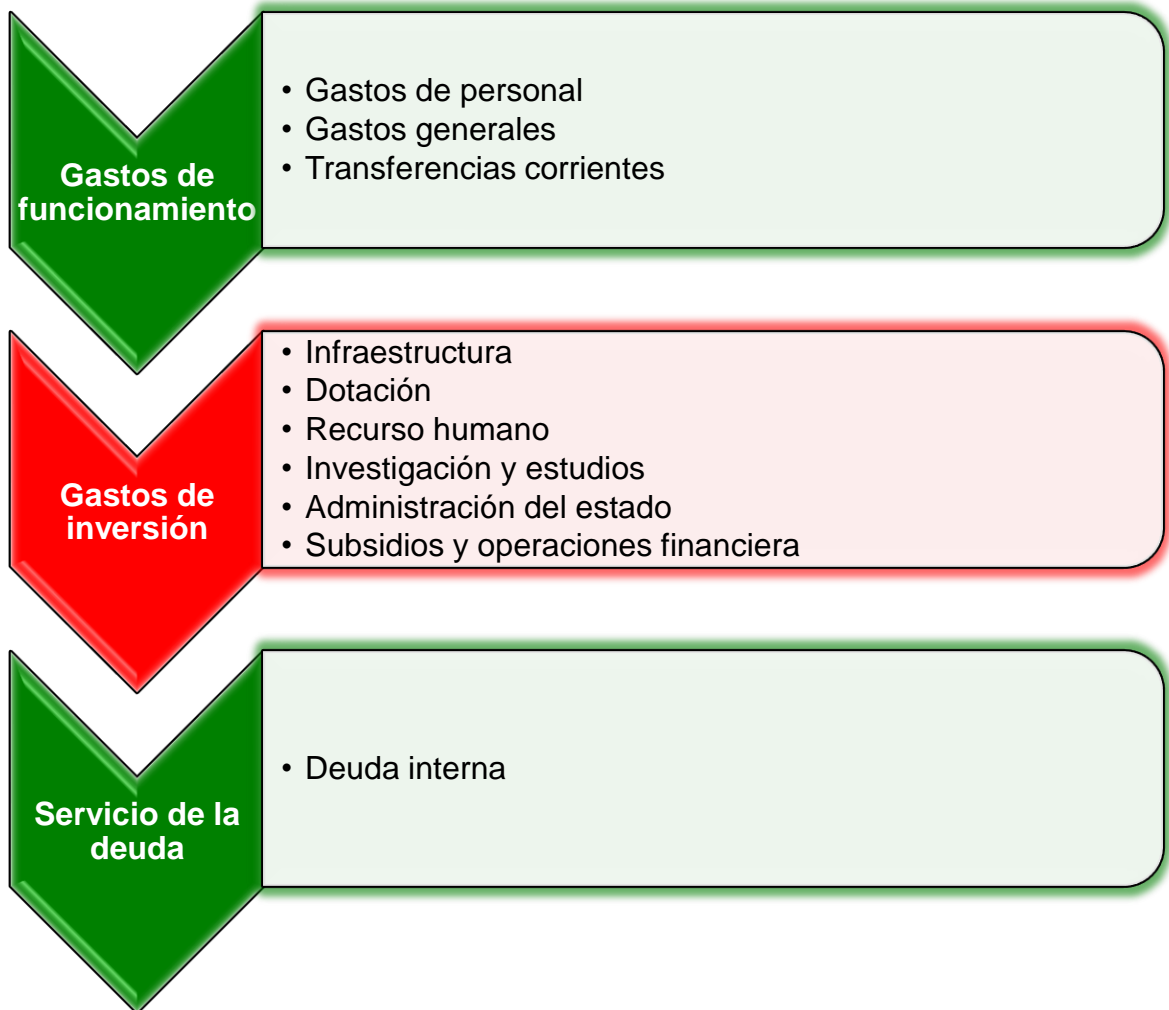 Gastos de
funcionamiento
• Gastos de personal
• Gastos generales
• Transferencias corrientes
Gastos de
inversión
• Infraestructura
• Dotación
• Recurso humano
• Investigación y estudios
• Administración del estado
• Subsidios y operaciones financiera
Servicio de la
deuda
• Deuda interna